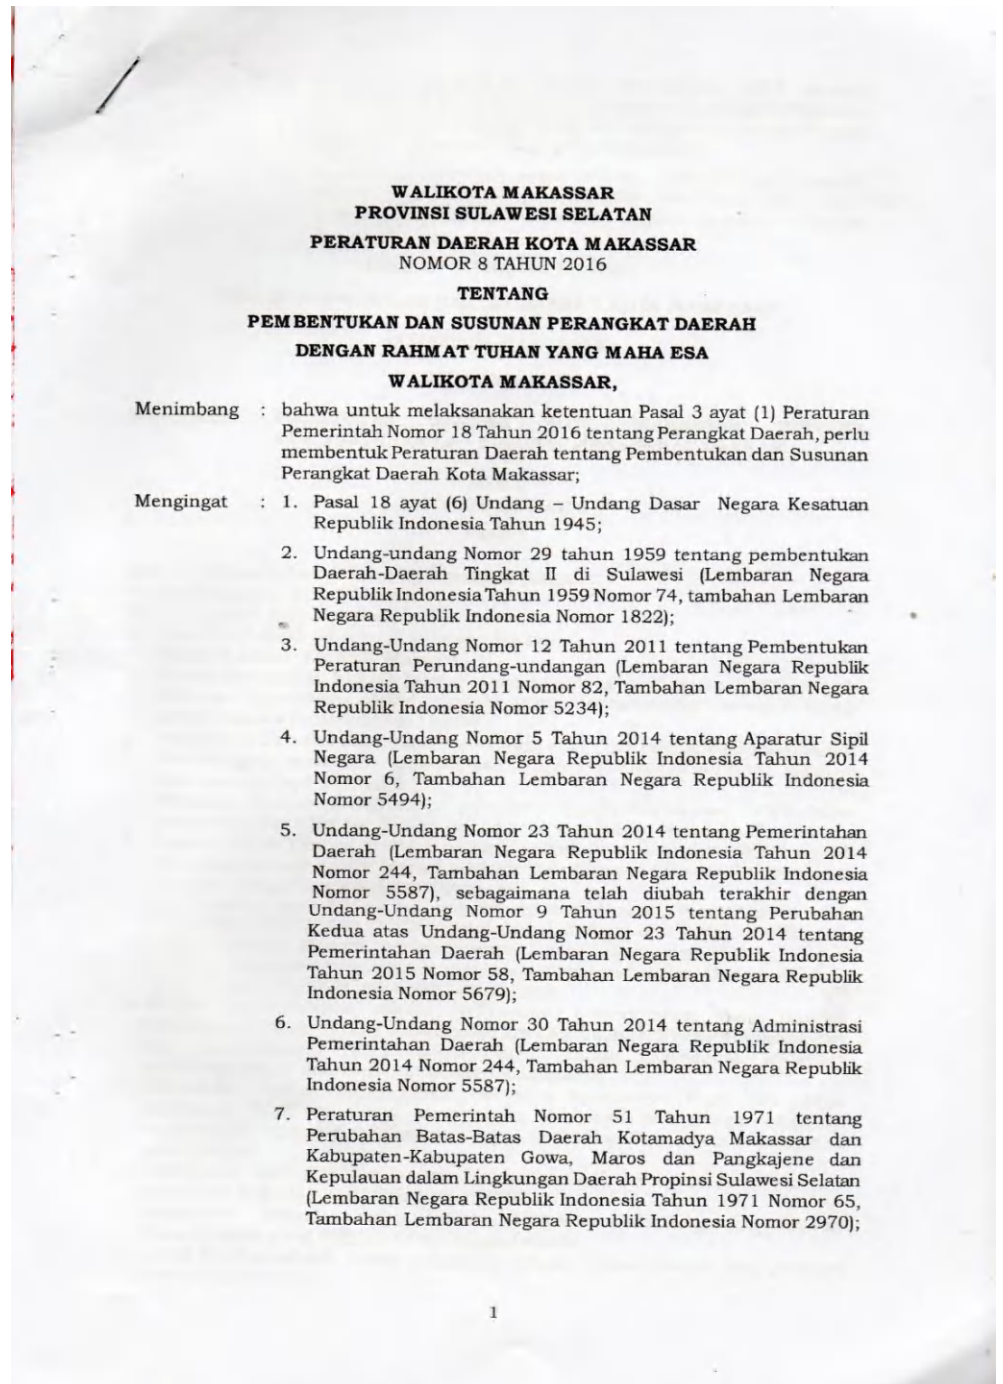 WALIKOTA MAKASSAR
PROVINSI SULAWESI SELATAN
PERATURAN DAERAH KOTA MAKASSAR
NOMOR 8 TAHUN 2016
TENTANG
PEMBENTUKAN DAN SUSUNAN PERANGKAT DAERAH
DENGAN RAHMAT TUHAN YANG MAHA ESA
WALIKOTA MAKASSAR,
Menimbang : bahwa untuk melaksanakan ketentuan Pasal 3 ayat (1) Peraturan
Pemerintah Nomor 18 Tahun 2016 tentang Perangkat Daerah, perlu
membentuk Peraturan Daerah tentang Pembentukan dan Susunan
Perangkat Daerah Kota Makassar;
Mengingat : 1. Pasal 18 ayat (6) Undang – Undang Dasar Negara Kesatuan
Republik Indonesia Tahun 1945;
2. Undang-undang Nomor 29 tahun 1959 tentang pembentukan
Daerah-Daerah Tingkat II di Sulawesi (Lembaran Negara
Republik Indonesia Tahun 1959 Nomor 74, tambahan Lembaran
Negara Republik Indonesia Nomor 1822);
3. Undang-Undang Nomor 12 Tahun 2011 tentang Pembentukan
Peraturan Perundang-undangan (Lembaran Negara Republik
Indonesia Tahun 2011 Nomor 82, Tambahan Lembaran Negara
Republik Indonesia Nomor 5234);
4. Undang-Undang Nomor 5 Tahun 2014 tentang Aparatur Sipil
Negara (Lembaran Negara Republik Indonesia Tahun 2014
Nomor 6, Tambahan Lembaran Negara Republik Indonesia
Nomor 5494);
5. Undang-Undang Nomor 23 Tahun 2014 tentang Pemerintahan
Daerah (Lembaran Negara Republik Indonesia Tahun 2014
Nomor 244, Tambahan Lembaran Negara Republik Indonesia
Nomor 5587), sebagaimana telah diubah terakhir dengan
Undang-Undang Nomor 9 Tahun 2015 tentang Perubahan
Kedua atas Undang-Undang Nomor 23 Tahun 2014 tentang
Pemerintahan Daerah (Lembaran Negara Republik Indonesia
Tahun 2015 Nomor 58, Tambahan Lembaran Negara Republik
Indonesia Nomor 5679);
6. Undang-Undang Nomor 30 Tahun 2014 tentang Administrasi
Pemerintahan Daerah (Lembaran Negara Republik Indonesia
Tahun 2014 Nomor 244, Tambahan Lembaran Negara Republik
Indonesia Nomor 5587);
7. Peraturan Pemerintah Nomor 51 Tahun 1971 tentang
Perubahan Batas-Batas Daerah Kotamadya Makassar dan
Kabupaten-Kabupaten Gowa, Maros dan Pangkajene dan
Kepulauan dalam Lingkungan Daerah Propinsi Sulawesi Selatan
(Lembaran Negara Republik Indonesia Tahun 1971 Nomor 65,
Tambahan Lembaran Negara Republik Indonesia Nomor 2970);
1